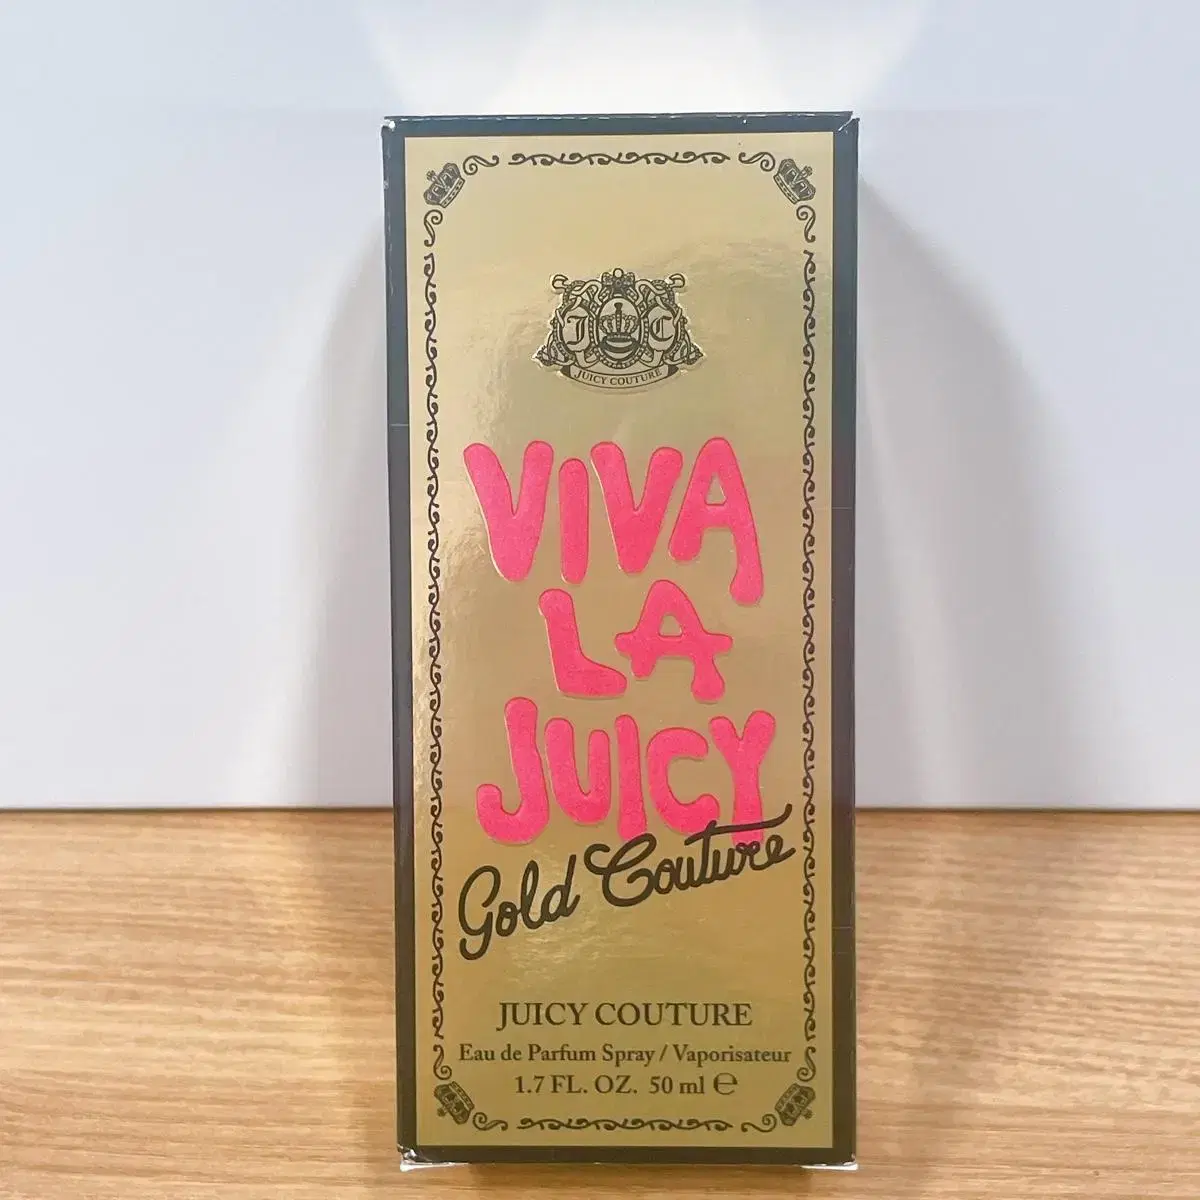 J C
JUICY COUTURE
VIVA
LA
JUICY
Gold Couture
JUICY COUTURE
Eau de Parfum Spray / Vaporisateur
1.7 FL. OZ. 50 ml ℮